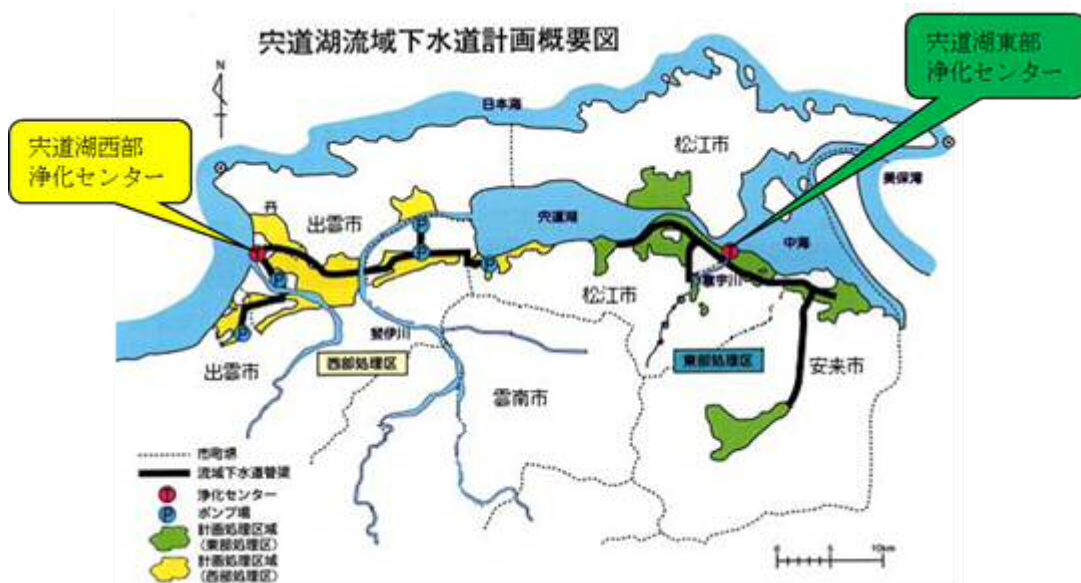 宍道湖流域下水道計画概要図
宍道湖東部
浄化センター
宍道湖西部
浄化センター
N
日本海
松江市
美保湾
出雲市
宍道湖
中海
松江市
意宇川
斐伊川
出雲市
西部処理区
東部処理区
安来市
雲南市
市町堺
流域下水道管渠
浄化センター
ポンプ場
計画処理区域
(東部処理区)
計画処理区域
(西部処理区)
0 5 10km